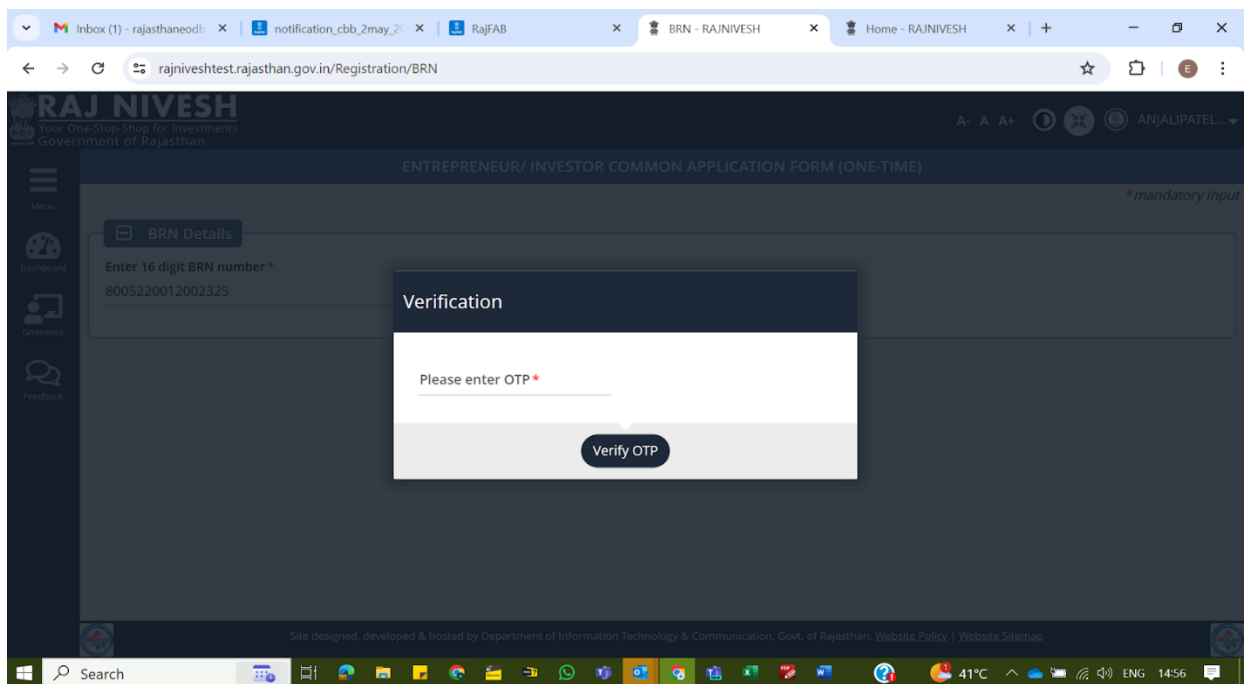 Inbox (1) - rajasthaneodb
notification_cbb_2may_20
RajFAB
BRN - RAJNIVESH
Home - RAJNIVESH
rajniveshtest.rajasthan.gov.in/Registration/BRN
E
RAJ NIVESH
Your One-Stop-Shop for Investments
Government of Rajasthan
A- A A+
ANJALIPATEL...
ENTREPRENEUR/ INVESTOR COMMON APPLICATION FORM (ONE-TIME)
*mandatory input
Menu
BRN Details
Dashboard
Enter 16 digit BRN number*
8005220012002325
Grievance
Feedback
Verification
Please enter OTP*
Verify OTP
Site designed, developed & hosted by Department of Information Technology & Communication, Govt. of Rajasthan. Website Policy | Website Sitemap
Search
41°C
ENG
14:56